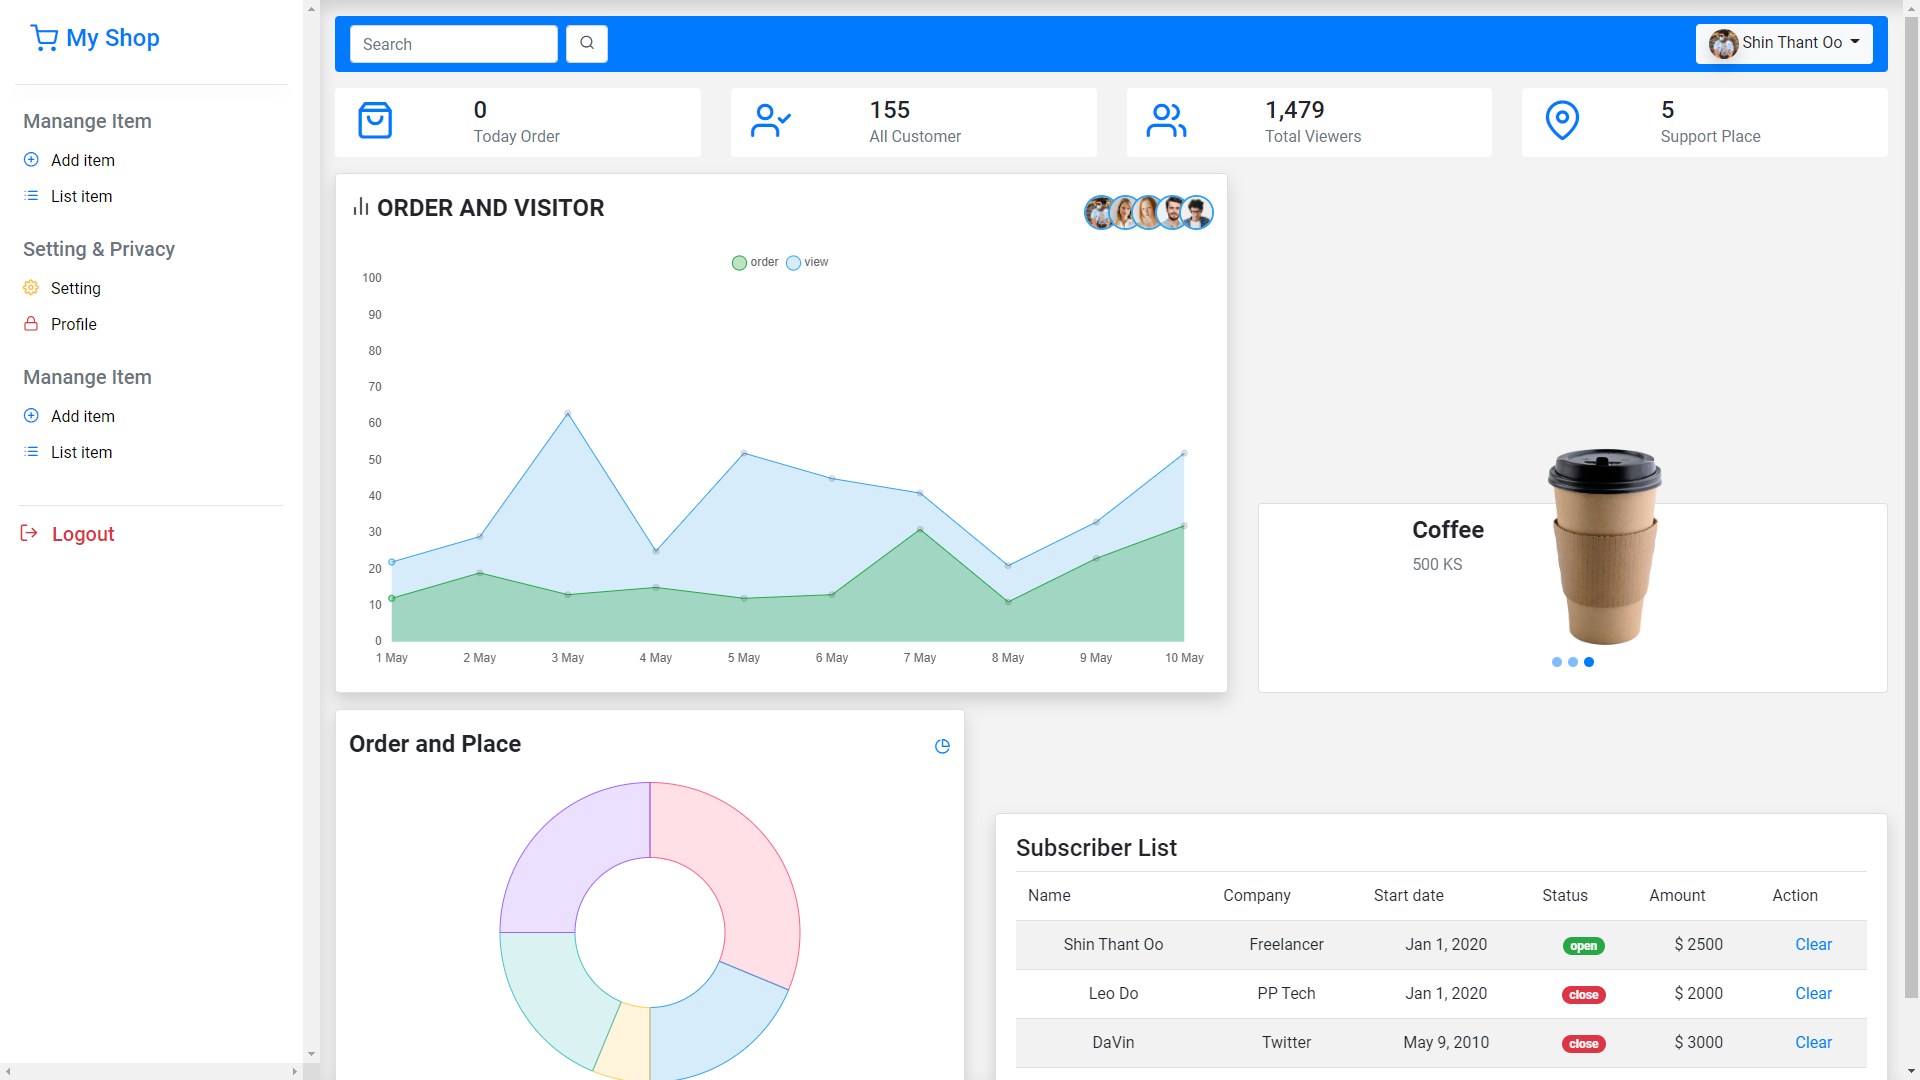 My Shop
Manange Item
Add item
List item
Setting & Privacy
Setting
Profile
Manange Item
Add item
List item
Logout
Search
Shin Thant Oo
0
Today Order
155
All Customer
1,479
Total Viewers
5
Support Place
ORDER AND VISITOR
order view
100
90
80
70
60
50
40
30
20
10
0
1 May 2 May 3 May 4 May 5 May 6 May 7 May 8 May 9 May 10 May
Coffee
500 KS
Order and Place
Subscriber List
Name Company Start date Status Amount Action
Shin Thant Oo Freelancer Jan 1, 2020 open $ 2500 Clear
Leo Do PP Tech Jan 1, 2020 close $ 2000 Clear
DaVin Twitter May 9, 2010 close $ 3000 Clear